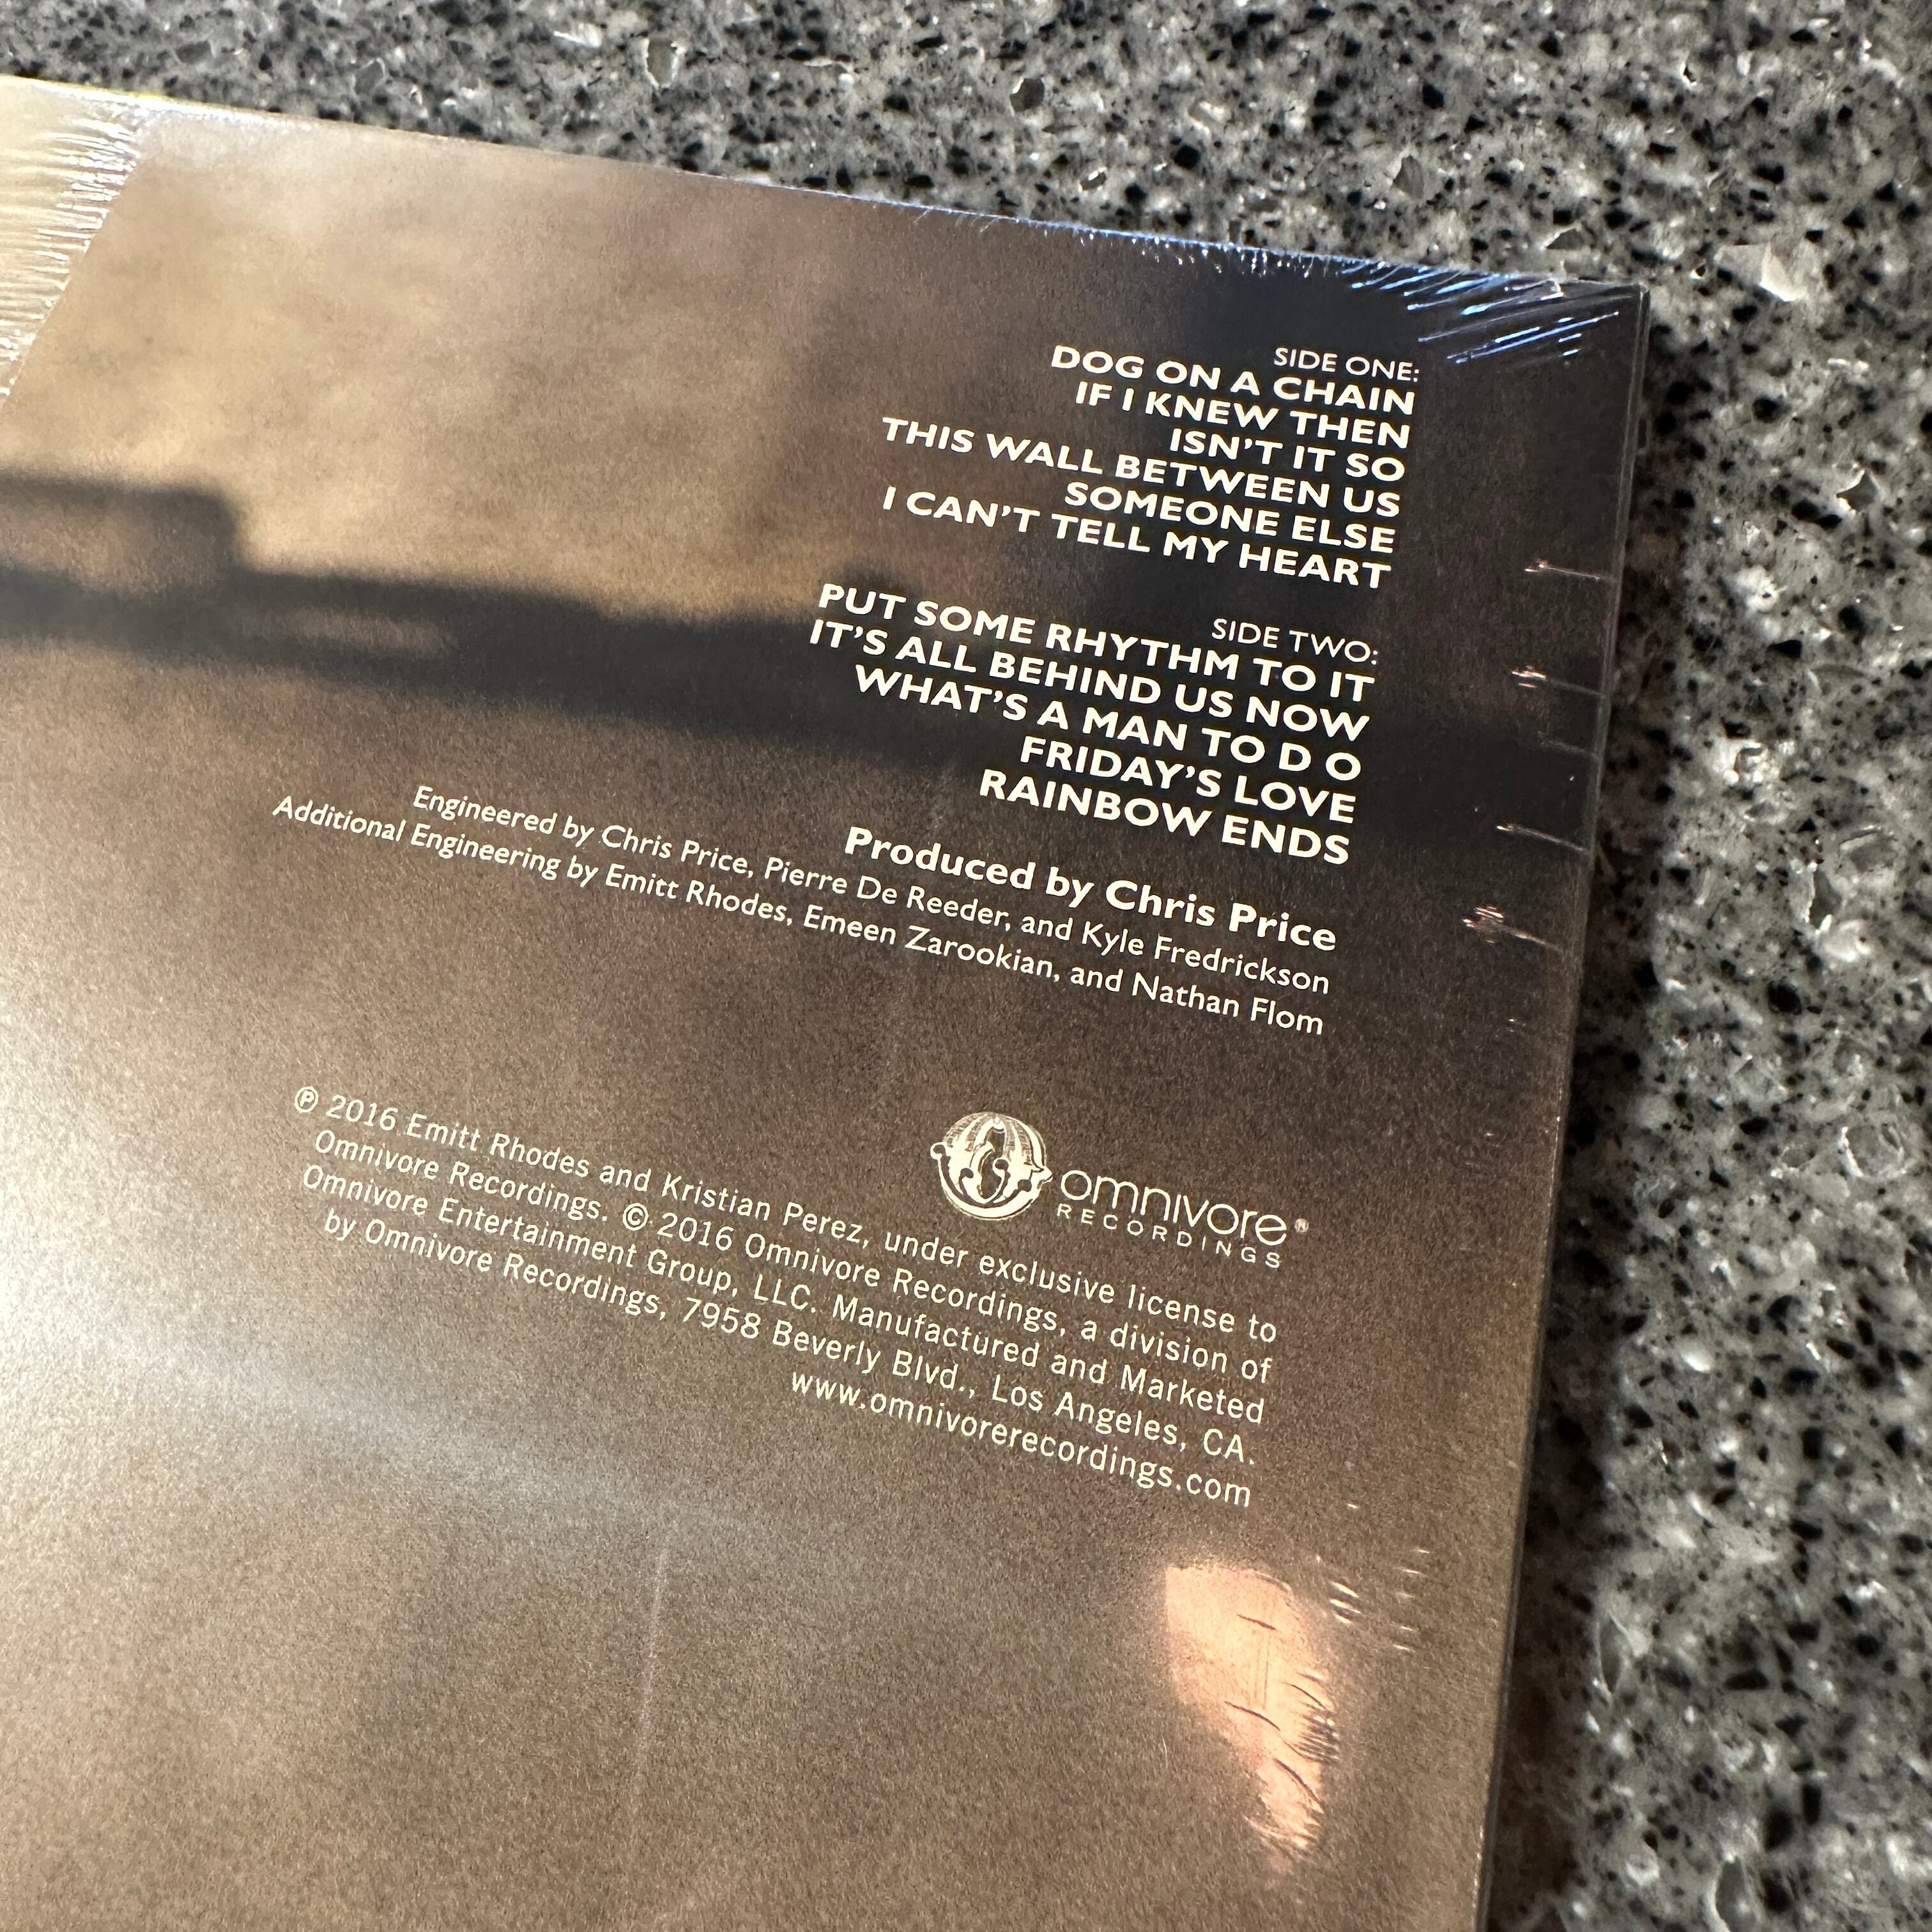 SIDE ONE:
DOG ON A CHAIN
IF I KNEW THEN
ISN'T IT SO
THIS WALL BETWEEN US
SOMEONE ELSE
I CAN'T TELL MY HEART
SIDE TWO:
PUT SOME RHYTHM TO IT
IT'S ALL BEHIND US NOW
WHAT'S A MAN TO D O
FRIDAY'S LOVE
RAINBOW ENDS
Produced by Chris Price
Engineered by Chris Price, Pierre De Reeder, and Kyle Fredrickson
Additional Engineering by Emitt Rhodes, Emeen Zarookian, and Nathan Flom
omnivore®
RECORDINGS
℗ 2016 Emitt Rhodes and Kristian Perez, under exclusive license to
Omnivore Recordings. © 2016 Omnivore Recordings, a division of
Omnivore Entertainment Group, LLC. Manufactured and Marketed
by Omnivore Recordings, 7958 Beverly Blvd., Los Angeles, CA.
www.omnivorerecordings.com